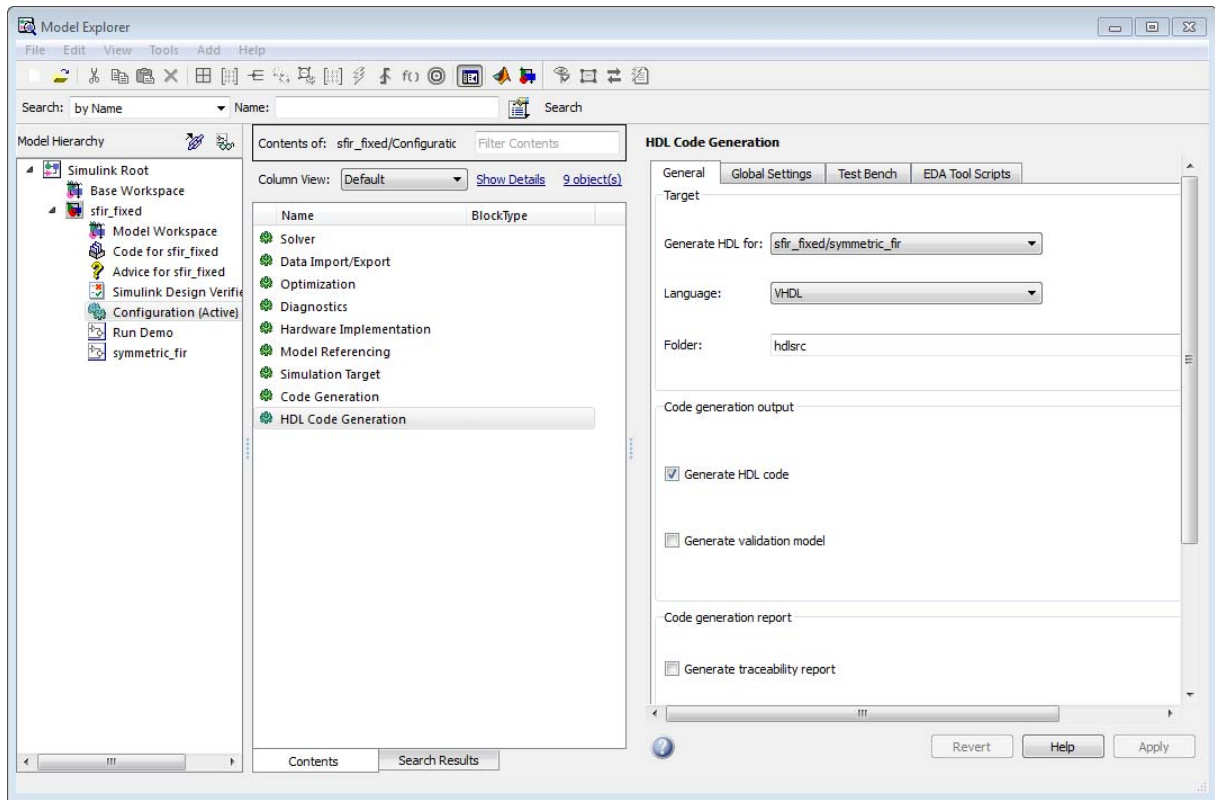 Model Explorer
File Edit View Tools Add Help
Search: by Name Name: Search
Model Hierarchy
Simulink Root
Base Workspace
sfir_fixed
Model Workspace
Code for sfir_fixed
Advice for sfir_fixed
Simulink Design Verifie
Configuration (Active)
Run Demo
symmetric_fir
Contents of: sfir_fixed/Configuratic Filter Contents
Column View: Default Show Details 9 object(s)
Name BlockType
Solver
Data Import/Export
Optimization
Diagnostics
Hardware Implementation
Model Referencing
Simulation Target
Code Generation
HDL Code Generation
Contents Search Results
HDL Code Generation
General Global Settings Test Bench EDA Tool Scripts
Target
Generate HDL for: sfir_fixed/symmetric_fir
Language: VHDL
Folder: hdlsrc
Code generation output
Generate HDL code
Generate validation model
Code generation report
Generate traceability report
Revert Help Apply